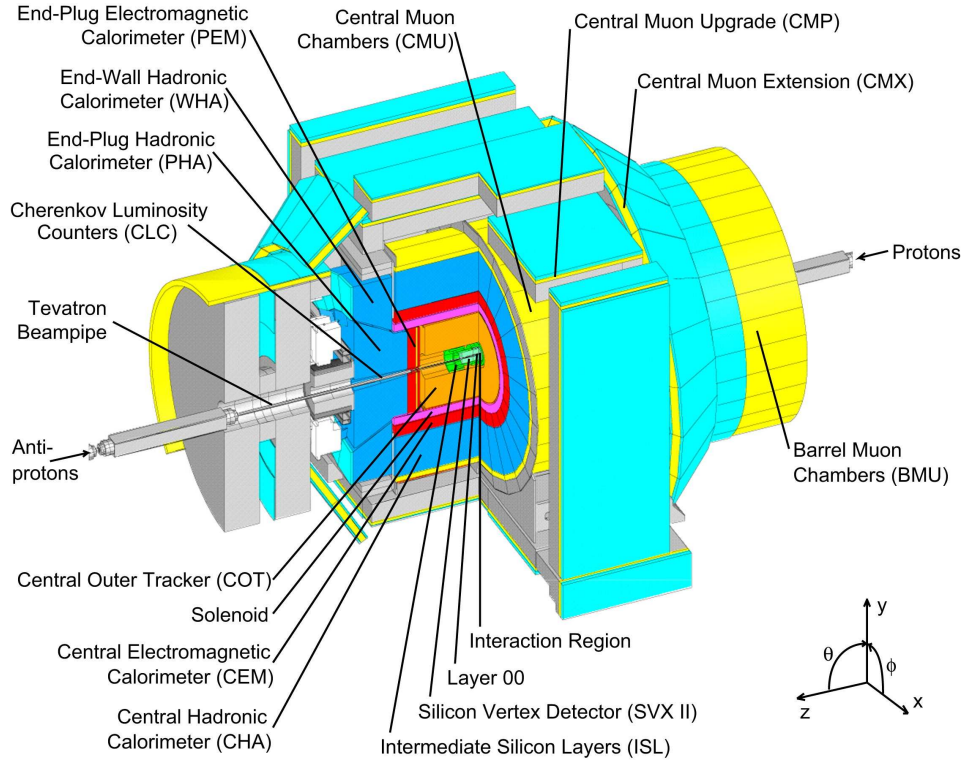 End-Plug Electromagnetic
Calorimeter (PEM)
End-Wall Hadronic
Calorimeter (WHA)
End-Plug Hadronic
Calorimeter (PHA)
Cherenkov Luminosity
Counters (CLC)
Tevatron
Beampipe
Anti-
protons
Central Muon
Chambers (CMU)
Central Muon Upgrade (CMP)
Central Muon Extension (CMX)
Protons
Barrel Muon
Chambers (BMU)
Central Outer Tracker (COT)
Solenoid
Central Electromagnetic
Calorimeter (CEM)
Central Hadronic
Calorimeter (CHA)
Interaction Region
Layer 00
Silicon Vertex Detector (SVX II)
Intermediate Silicon Layers (ISL)
y
θ
ϕ
z
x